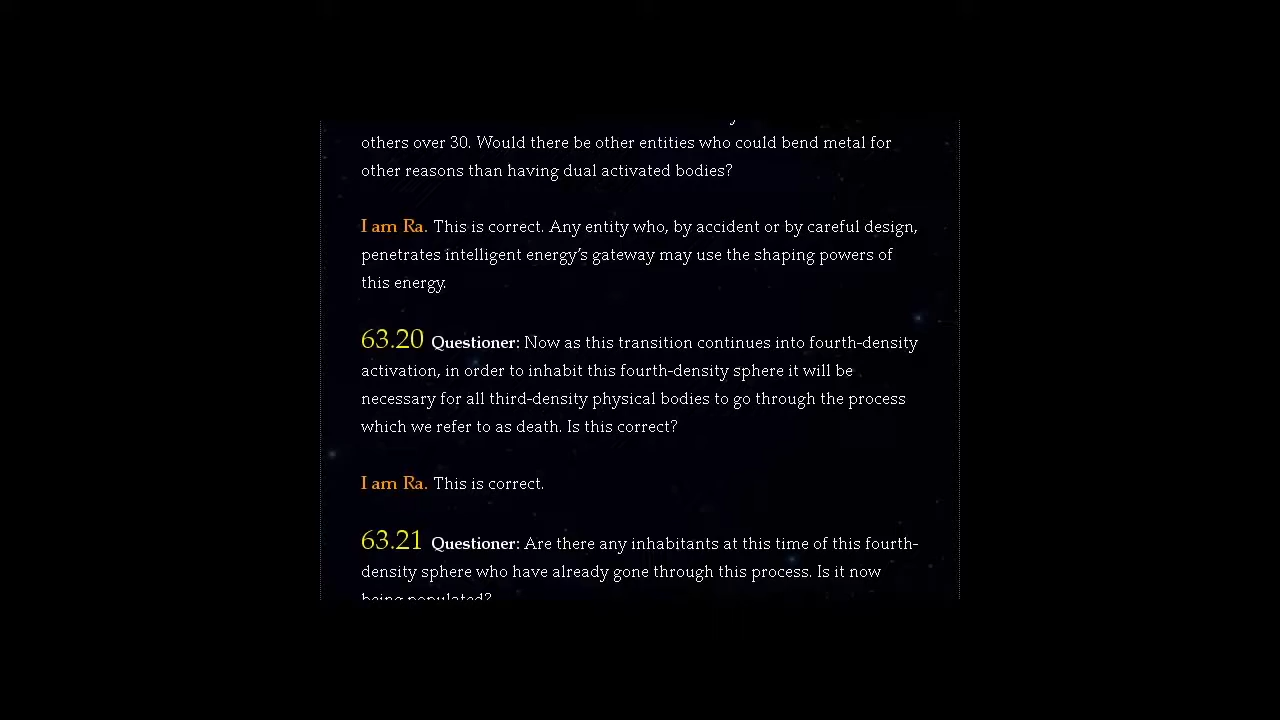 others over 30. Would there be other entities who could bend metal for
other reasons than having dual activated bodies?
I am Ra. This is correct. Any entity who, by accident or by careful design,
penetrates intelligent energy’s gateway may use the shaping powers of
this energy.
63.20 Questioner: Now as this transition continues into fourth-density
activation, in order to inhabit this fourth-density sphere it will be
necessary for all third-density physical bodies to go through the process
which we refer to as death. Is this correct?
I am Ra. This is correct.
63.21 Questioner: Are there any inhabitants at this time of this fourth-
density sphere who have already gone through this process. Is it now
being populated?